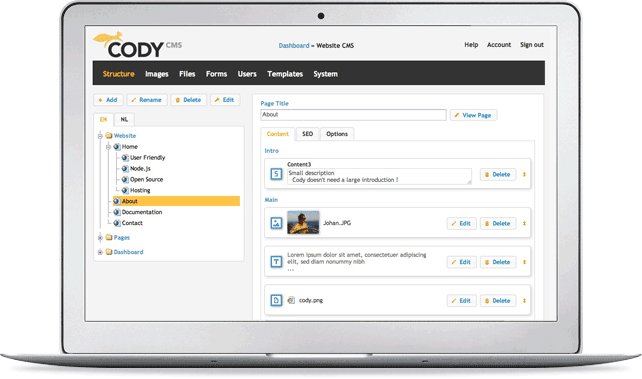 CODY CMS
Dashboard » Website CMS
Help Account Sign out
Structure Images Files Forms Users Templates System
Add Rename Delete Edit
EN NL
Website
Home
User Friendly
Node.js
Open Source
Hosting
About
Documentation
Contact
Pages
Dashboard
Page Title
About View Page
Content SEO Options
Intro
Content3
S Small description Delete
Cody doesn't need a large introduction !
Main
Johan.JPG Edit Delete
T Lorem ipsum dolor sit amet, consectetuer adipiscing Edit Delete
elit, sed diam nonummy nibh
...
cody.png Edit Delete